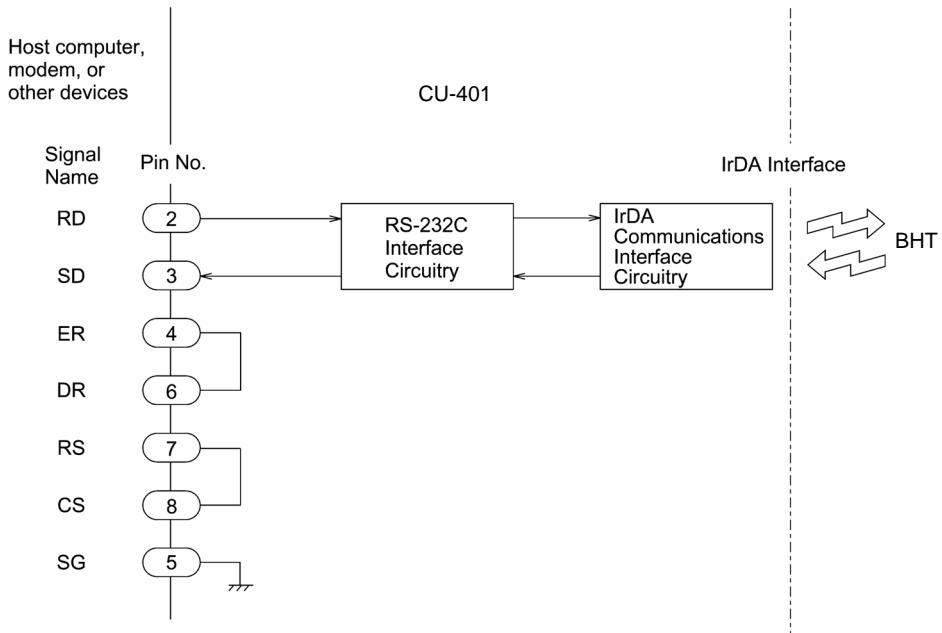 Host computer,
modem, or
other devices
CU-401
Signal
Name
Pin No.
IrDA Interface
RD
2
RS-232C
Interface
Circuitry
IrDA
Communications
Interface
Circuitry
BHT
SD
3
ER
4
DR
6
RS
7
CS
8
SG
5